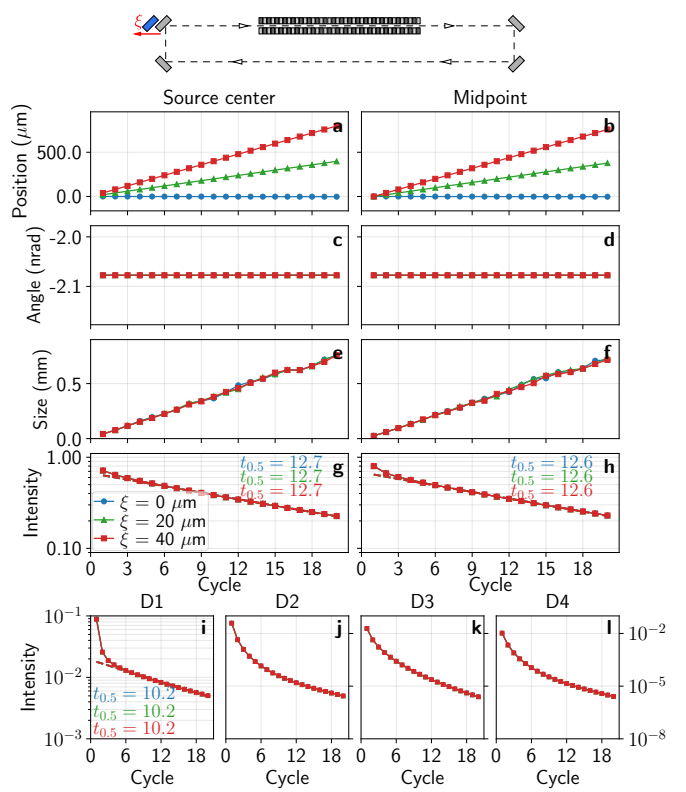 ξ
Source center
Midpoint
Position (μm)
500.0
0.0
a
b
Angle (nrad)
-2.0
-2.1
c
d
Size (mm)
0.5
0.0
e
f
Intensity
1.00
0.10
t0.5 = 12.7
t0.5 = 12.7
t0.5 = 12.7
g
ξ = 0 μm
ξ = 20 μm
ξ = 40 μm
t0.5 = 12.6
t0.5 = 12.6
t0.5 = 12.6
h
0 3 6 9 12 15 18
0 3 6 9 12 15 18
Cycle
Cycle
D1
D2
D3
D4
Intensity
10⁻¹
10⁻²
10⁻³
t0.5 = 10.2
t0.5 = 10.2
t0.5 = 10.2
i
j
k
l
10⁻²
10⁻⁵
10⁻⁸
0 6 12 18
0 6 12 18
0 6 12 18
0 6 12 18
Cycle
Cycle
Cycle
Cycle